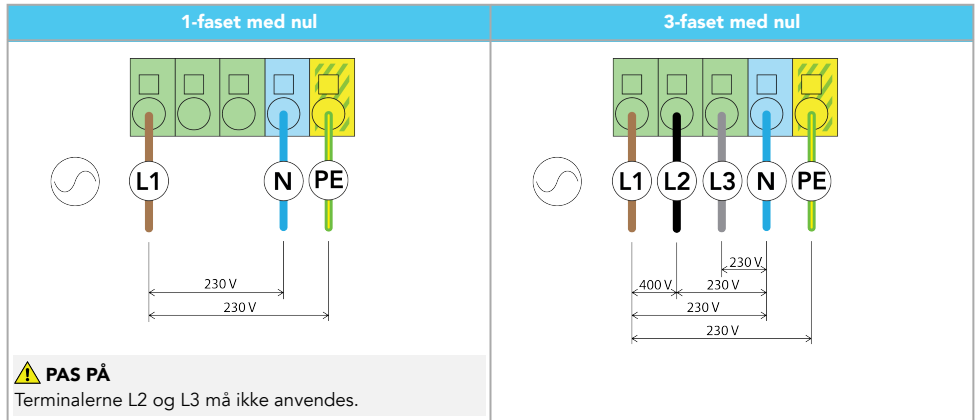 1-faset med nul
L1
N
PE
230 V
230 V
PAS PÅ
Terminalerne L2 og L3 må ikke anvendes.
3-faset med nul
L1
L2
L3
N
PE
230 V
400 V
230 V
230 V
230 V